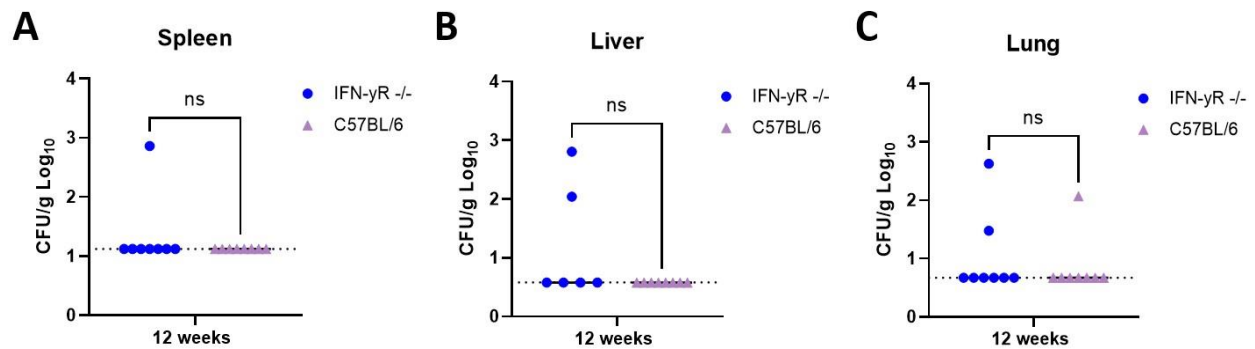 A
Spleen
4
3
2
1
0
CFU/g Log10
ns
12 weeks
IFN-yR -/-
C57BL/6
B
Liver
4
3
2
1
0
CFU/g Log10
ns
12 weeks
IFN-yR -/-
C57BL/6
C
Lung
4
3
2
1
0
CFU/g Log10
ns
12 weeks
IFN-yR -/-
C57BL/6